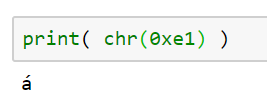 print( chr(0xe1) )
á